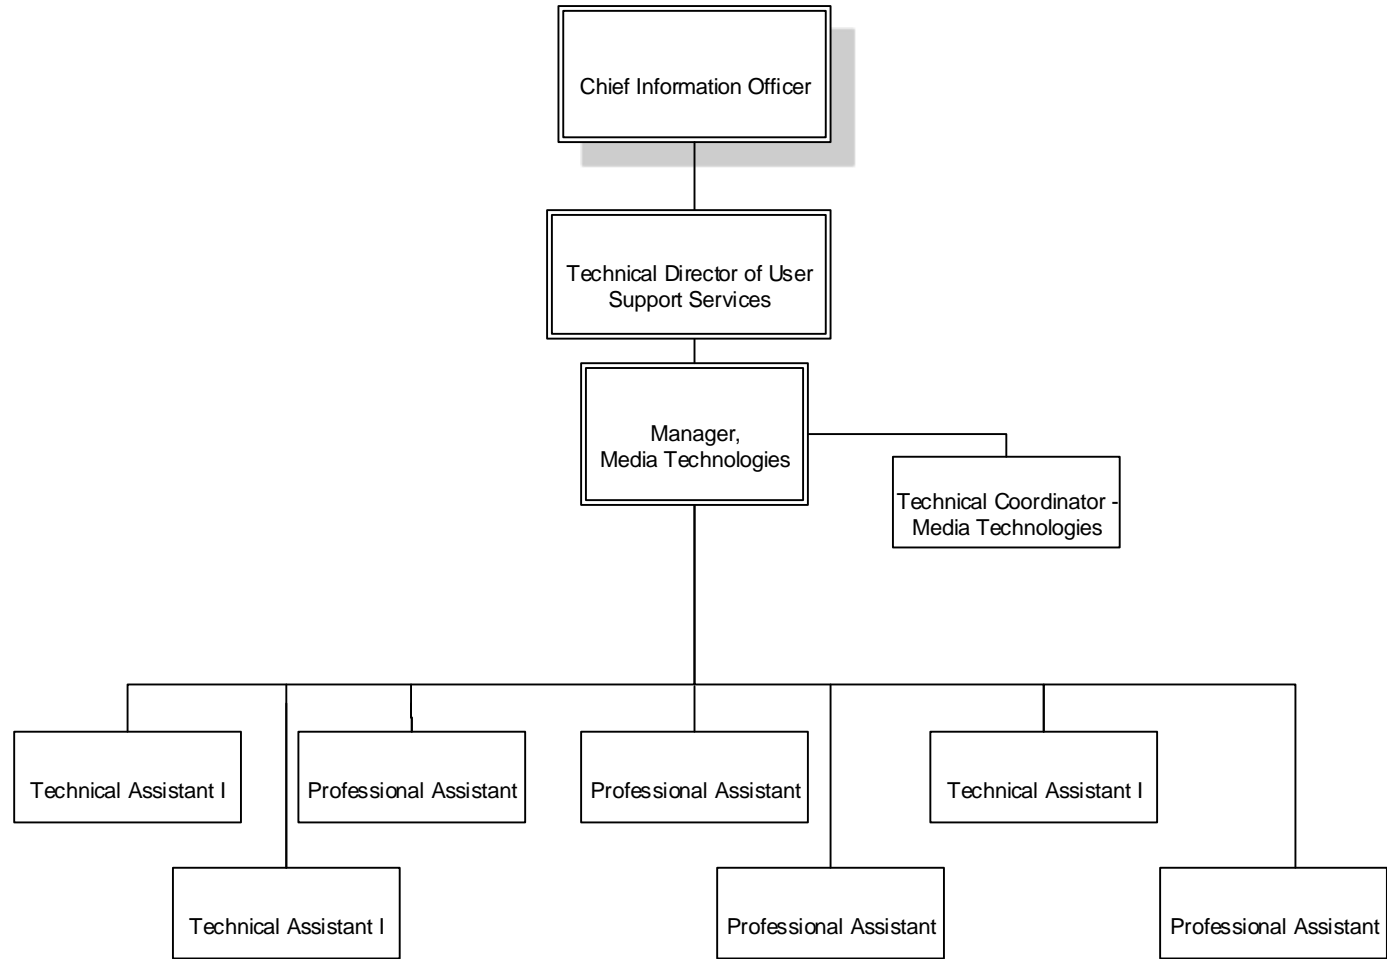 Chief Information Officer
Technical Director of User
Support Services
Manager,
Media Technologies
Technical Coordinator -
Media Technologies
Technical Assistant I
Professional Assistant
Professional Assistant
Technical Assistant I
Technical Assistant I
Professional Assistant
Professional Assistant